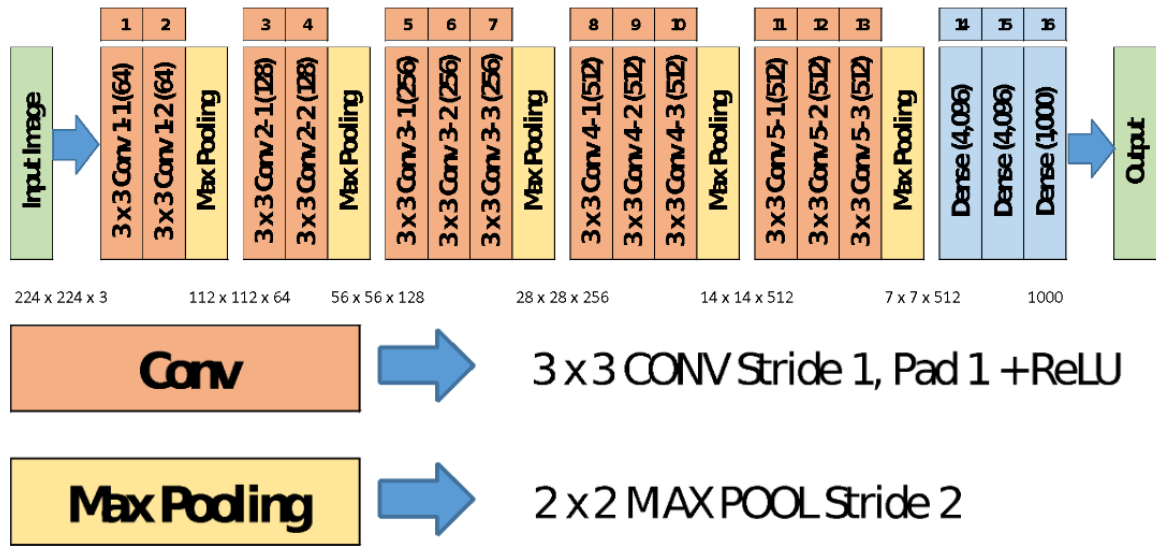 1 2 3 4 5 6 7 8 9 10 11 12 13 14 15 16
Input Image
3 x 3 Conv 1-1 (64)
3 x 3 Conv 1-2 (64)
Max Pooling
3 x 3 Conv 2-1 (128)
3 x 3 Conv 2-2 (128)
Max Pooling
3 x 3 Conv 3-1 (256)
3 x 3 Conv 3-2 (256)
3 x 3 Conv 3-3 (256)
Max Pooling
3 x 3 Conv 4-1 (512)
3 x 3 Conv 4-2 (512)
3 x 3 Conv 4-3 (512)
Max Pooling
3 x 3 Conv 5-1 (512)
3 x 3 Conv 5-2 (512)
3 x 3 Conv 5-3 (512)
Max Pooling
Dense (4,096)
Dense (4,096)
Dense (1,000)
Output
224 x 224 x 3 112 x 112 x 64 56 x 56 x 128 28 x 28 x 256 14 x 14 x 512 7 x 7 x 512 1000
Conv 3 x 3 CONV Stride 1, Pad 1 + ReLU
Max Pooling 2 x 2 MAX POOL Stride 2